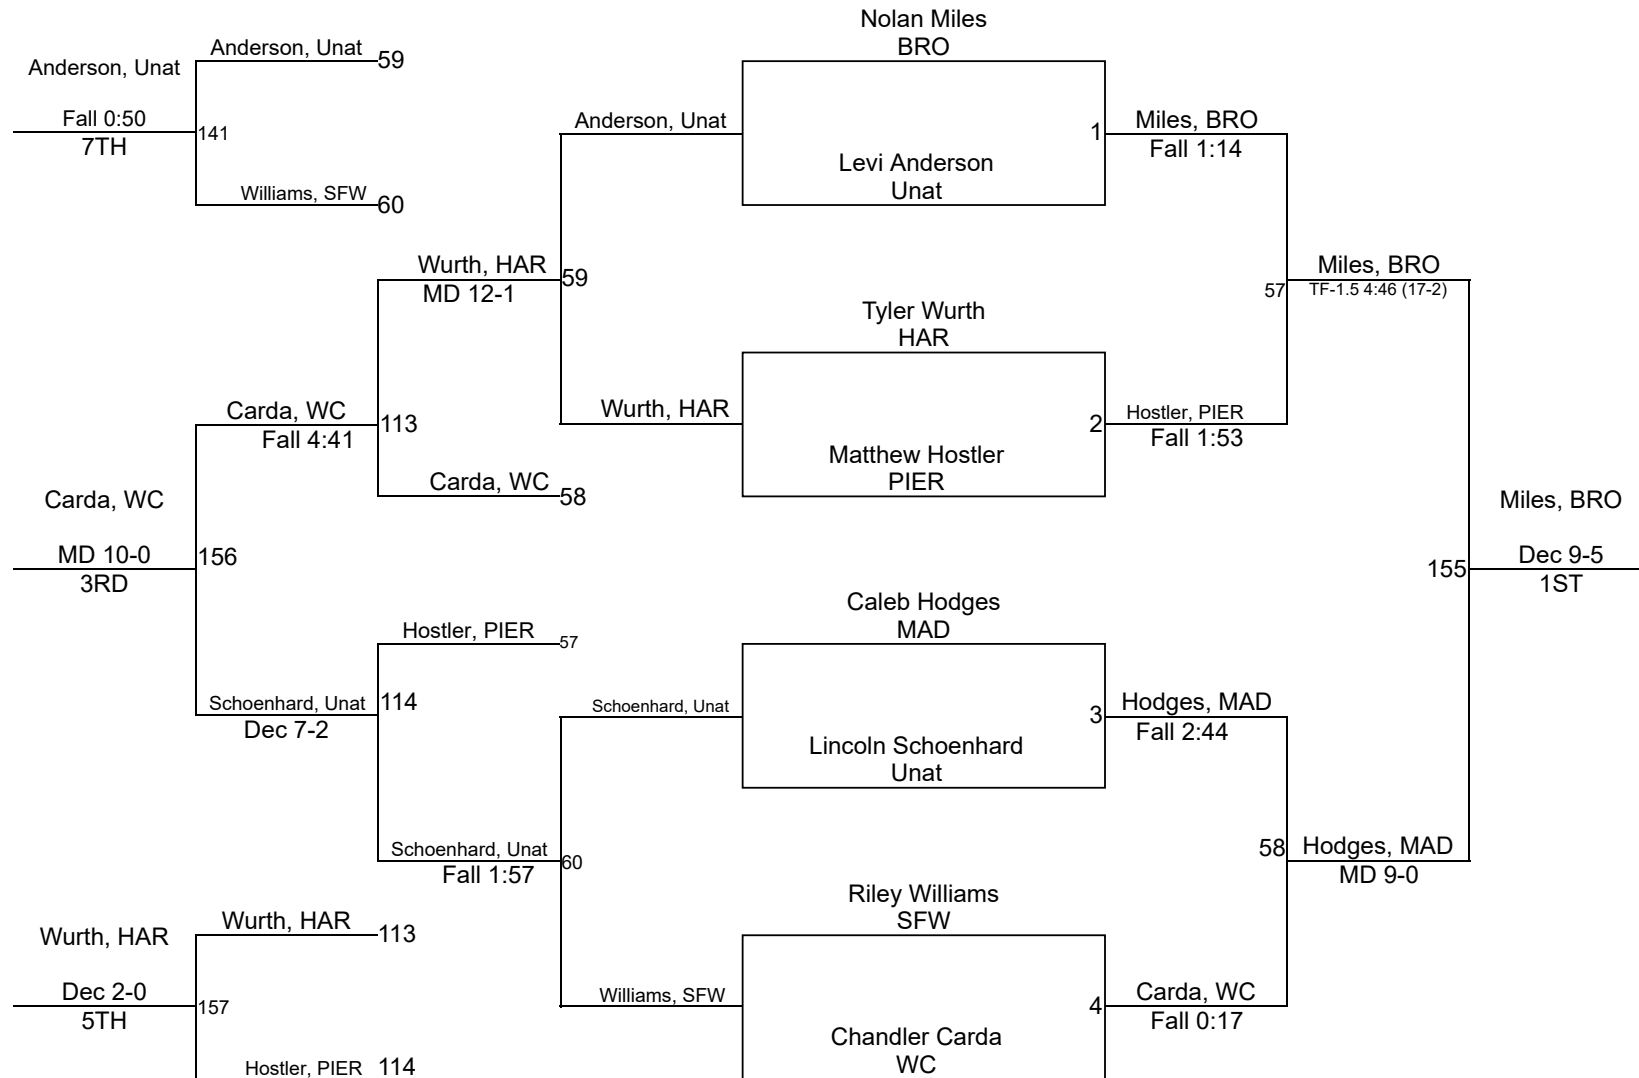 Nolan Miles
BRO
Anderson, Unat
59
Anderson, Unat
Fall 0:50
7TH
141
Anderson, Unat
1
Miles, BRO
Fall 1:14
Levi Anderson
Unat
Williams, SFW
60
Wurth, HAR
MD 12-1
59
Miles, BRO
TF-1.5 4:46 (17-2)
57
Tyler Wurth
HAR
Carda, WC
Fall 4:41
113
Wurth, HAR
2
Hostler, PIER
Fall 1:53
Matthew Hostler
PIER
Carda, WC
58
Carda, WC
MD 10-0
3RD
156
Miles, BRO
155
Dec 9-5
1ST
Caleb Hodges
MAD
Hostler, PIER
57
Schoenhard, Unat
Dec 7-2
114
Schoenhard, Unat
3
Hodges, MAD
Fall 2:44
Lincoln Schoenhard
Unat
Schoenhard, Unat
Fall 1:57
60
58
Hodges, MAD
MD 9-0
Riley Williams
SFW
Wurth, HAR
113
Wurth, HAR
Dec 2-0
5TH
157
Williams, SFW
4
Carda, WC
Fall 0:17
Chandler Carda
WC
Hostler, PIER
114